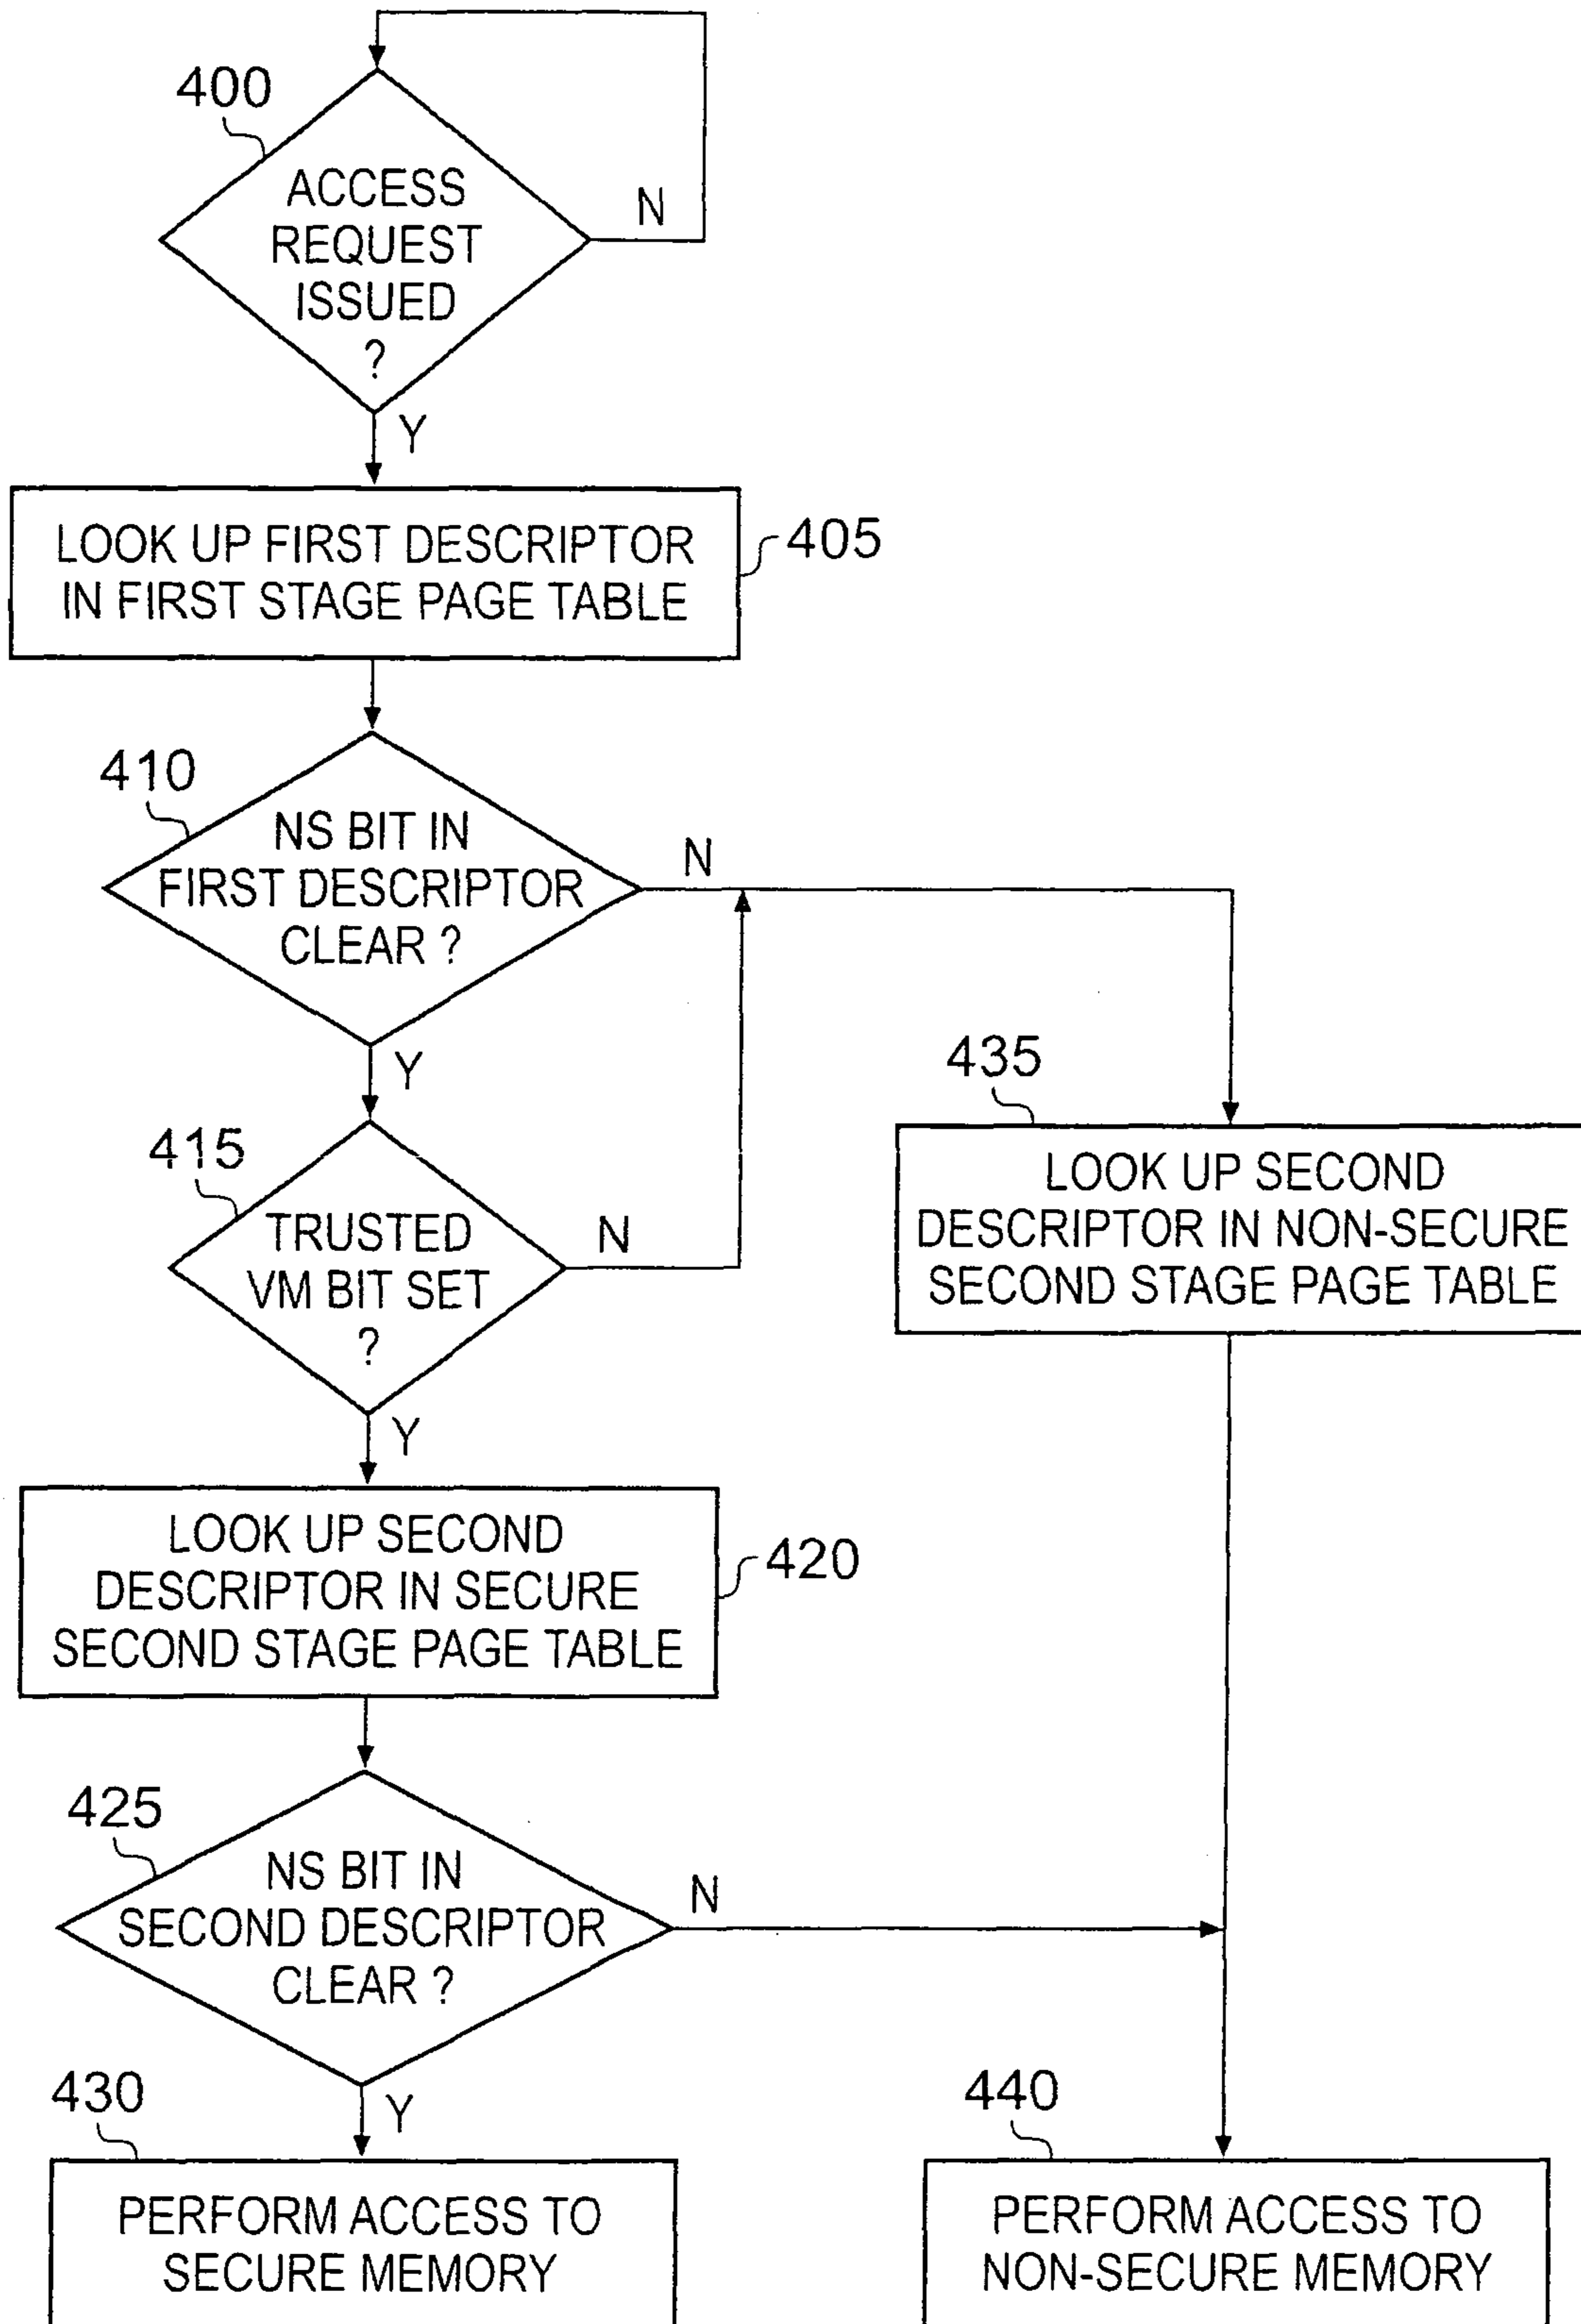 400
ACCESS
REQUEST
ISSUED
?
N
Y
LOOK UP FIRST DESCRIPTOR
IN FIRST STAGE PAGE TABLE
405
410
NS BIT IN
FIRST DESCRIPTOR
CLEAR ?
N
Y
415
TRUSTED
VM BIT SET
?
N
Y
435
LOOK UP SECOND
DESCRIPTOR IN NON-SECURE
SECOND STAGE PAGE TABLE
LOOK UP SECOND
DESCRIPTOR IN SECURE
SECOND STAGE PAGE TABLE
420
425
NS BIT IN
SECOND DESCRIPTOR
CLEAR ?
N
Y
430
PERFORM ACCESS TO
SECURE MEMORY
440
PERFORM ACCESS TO
NON-SECURE MEMORY